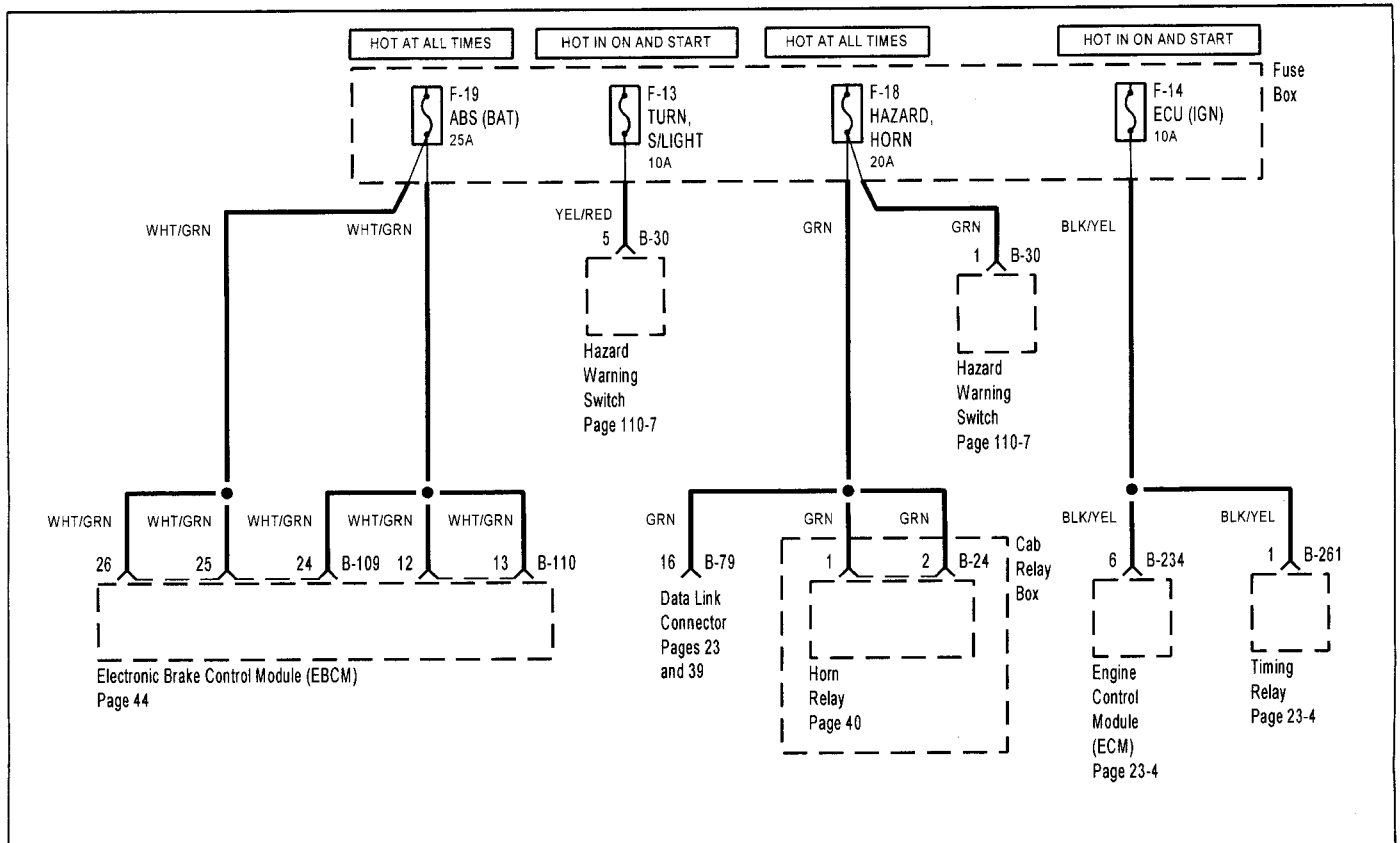 HOT AT ALL TIMES
HOT IN ON AND START
HOT AT ALL TIMES
HOT IN ON AND START
Fuse
Box
F-19
ABS (BAT)
25A
F-13
TURN,
S/LIGHT
10A
F-18
HAZARD,
HORN
20A
F-14
ECU (IGN)
10A
WHT/GRN
WHT/GRN
YEL/RED
5 B-30
Hazard
Warning
Switch
Page 110-7
GRN
GRN
1 B-30
Hazard
Warning
Switch
Page 110-7
BLK/YEL
WHT/GRN
WHT/GRN
WHT/GRN
WHT/GRN
WHT/GRN
26
25
24 B-109
12
13 B-110
Electronic Brake Control Module (EBCM)
Page 44
GRN
GRN
GRN
16 B-79
Data Link
Connector
Pages 23
and 39
1
2 B-24
Cab
Relay
Box
Horn
Relay
Page 40
BLK/YEL
BLK/YEL
6 B-234
Engine
Control
Module
(ECM)
Page 23-4
1 B-261
Timing
Relay
Page 23-4